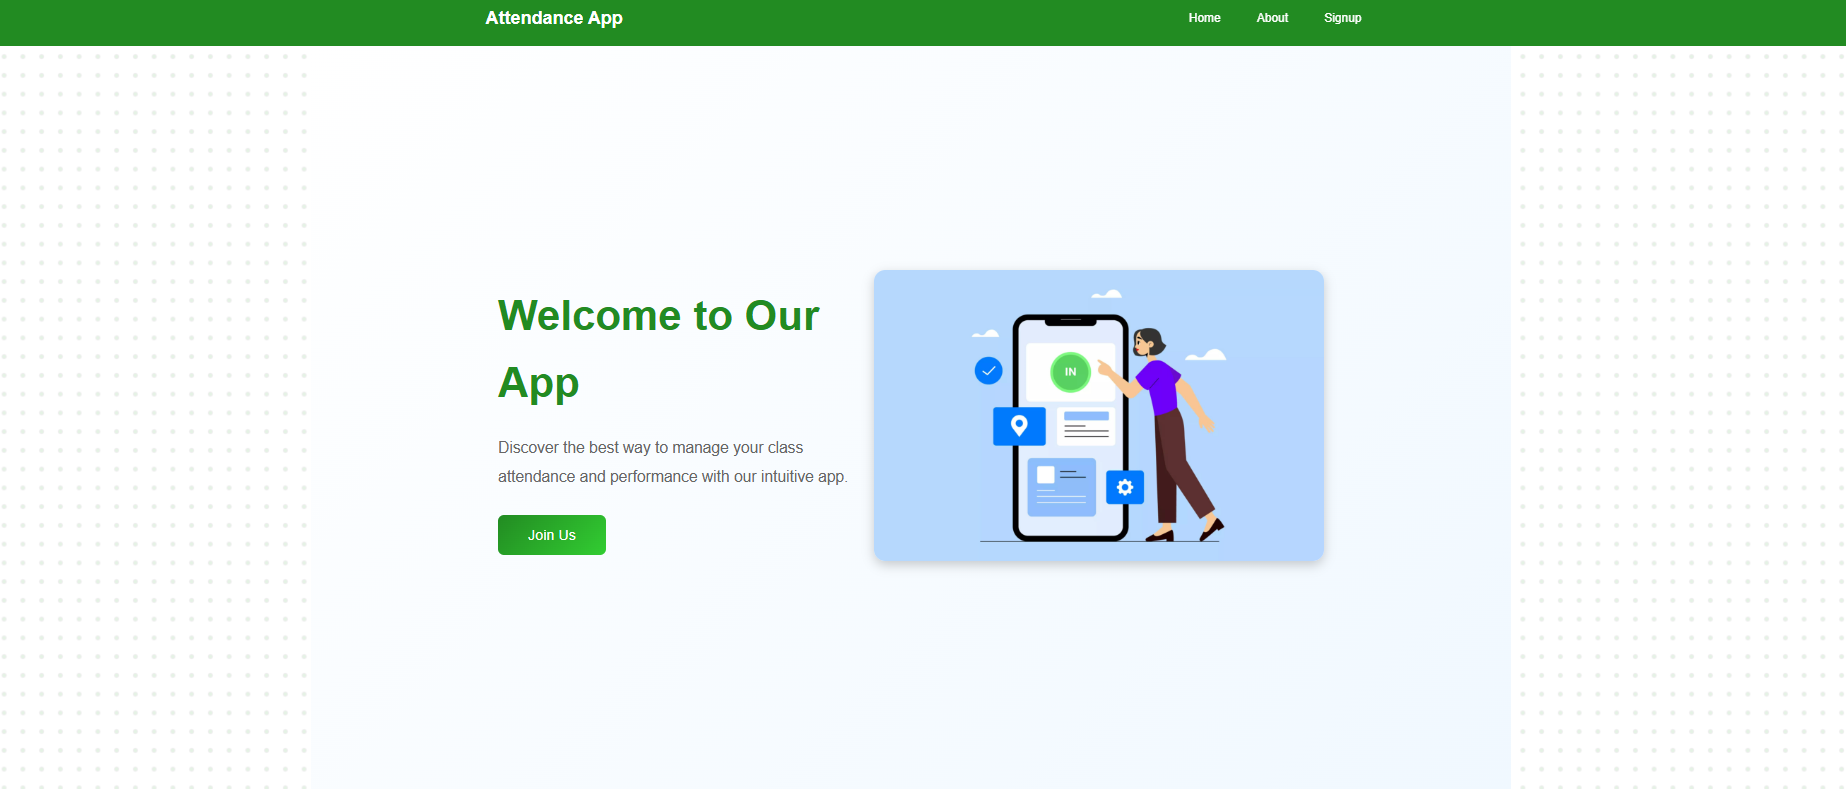 Attendance App
Home About Signup
Welcome to Our
App
Discover the best way to manage your class
attendance and performance with our intuitive app.
Join Us
IN